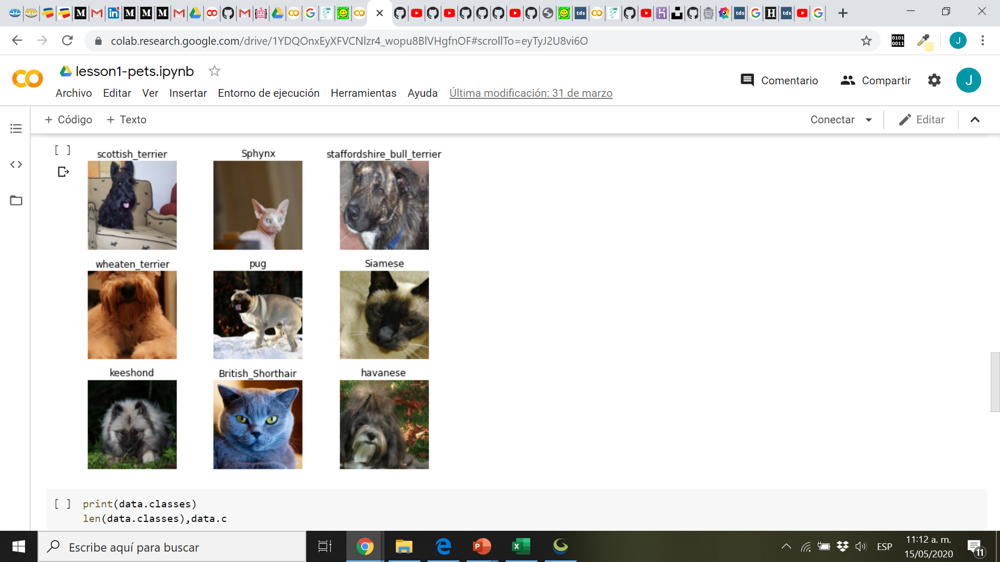 colab.research.google.com/drive/1YDQOnxEyXFVCNlzr4_wopu8BlVHgfnOF#scrollTo=eyTyJ2U8vi6O
0101
0011
J
lesson1-pets.ipynb
Comentario
Compartir
J
Archivo Editar Ver Insertar Entorno de ejecución Herramientas Ayuda Última modificación: 31 de marzo
+ Código + Texto
Conectar
Editar
[ ]
scottish_terrier Sphynx staffordshire_bull_terrier
wheaten_terrier pug Siamese
keeshond British_Shorthair havanese
[ ] print(data.classes)
len(data.classes),data.c
Escribe aquí para buscar
ESP
11:12 a. m.
15/05/2020
11